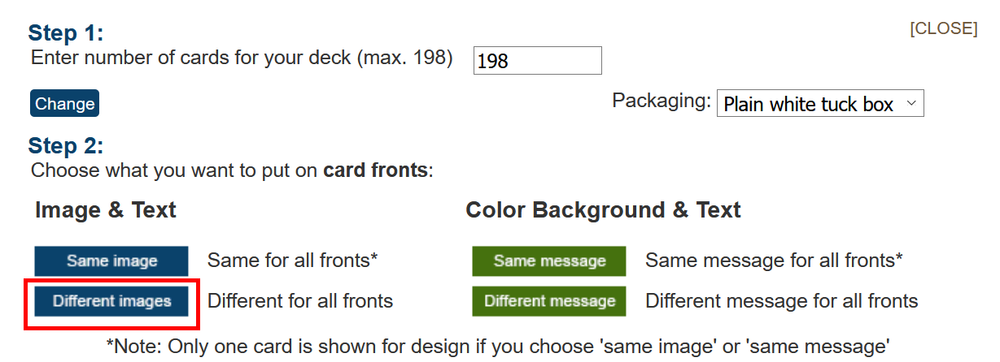 Step 1:
[CLOSE]
Enter number of cards for your deck (max. 198) 198
Change
Packaging: Plain white tuck box
Step 2:
Choose what you want to put on card fronts:
Image & Text
Color Background & Text
Same image Same for all fronts*
Same message Same message for all fronts*
Different images Different for all fronts
Different message Different message for all fronts
*Note: Only one card is shown for design if you choose 'same image' or 'same message'